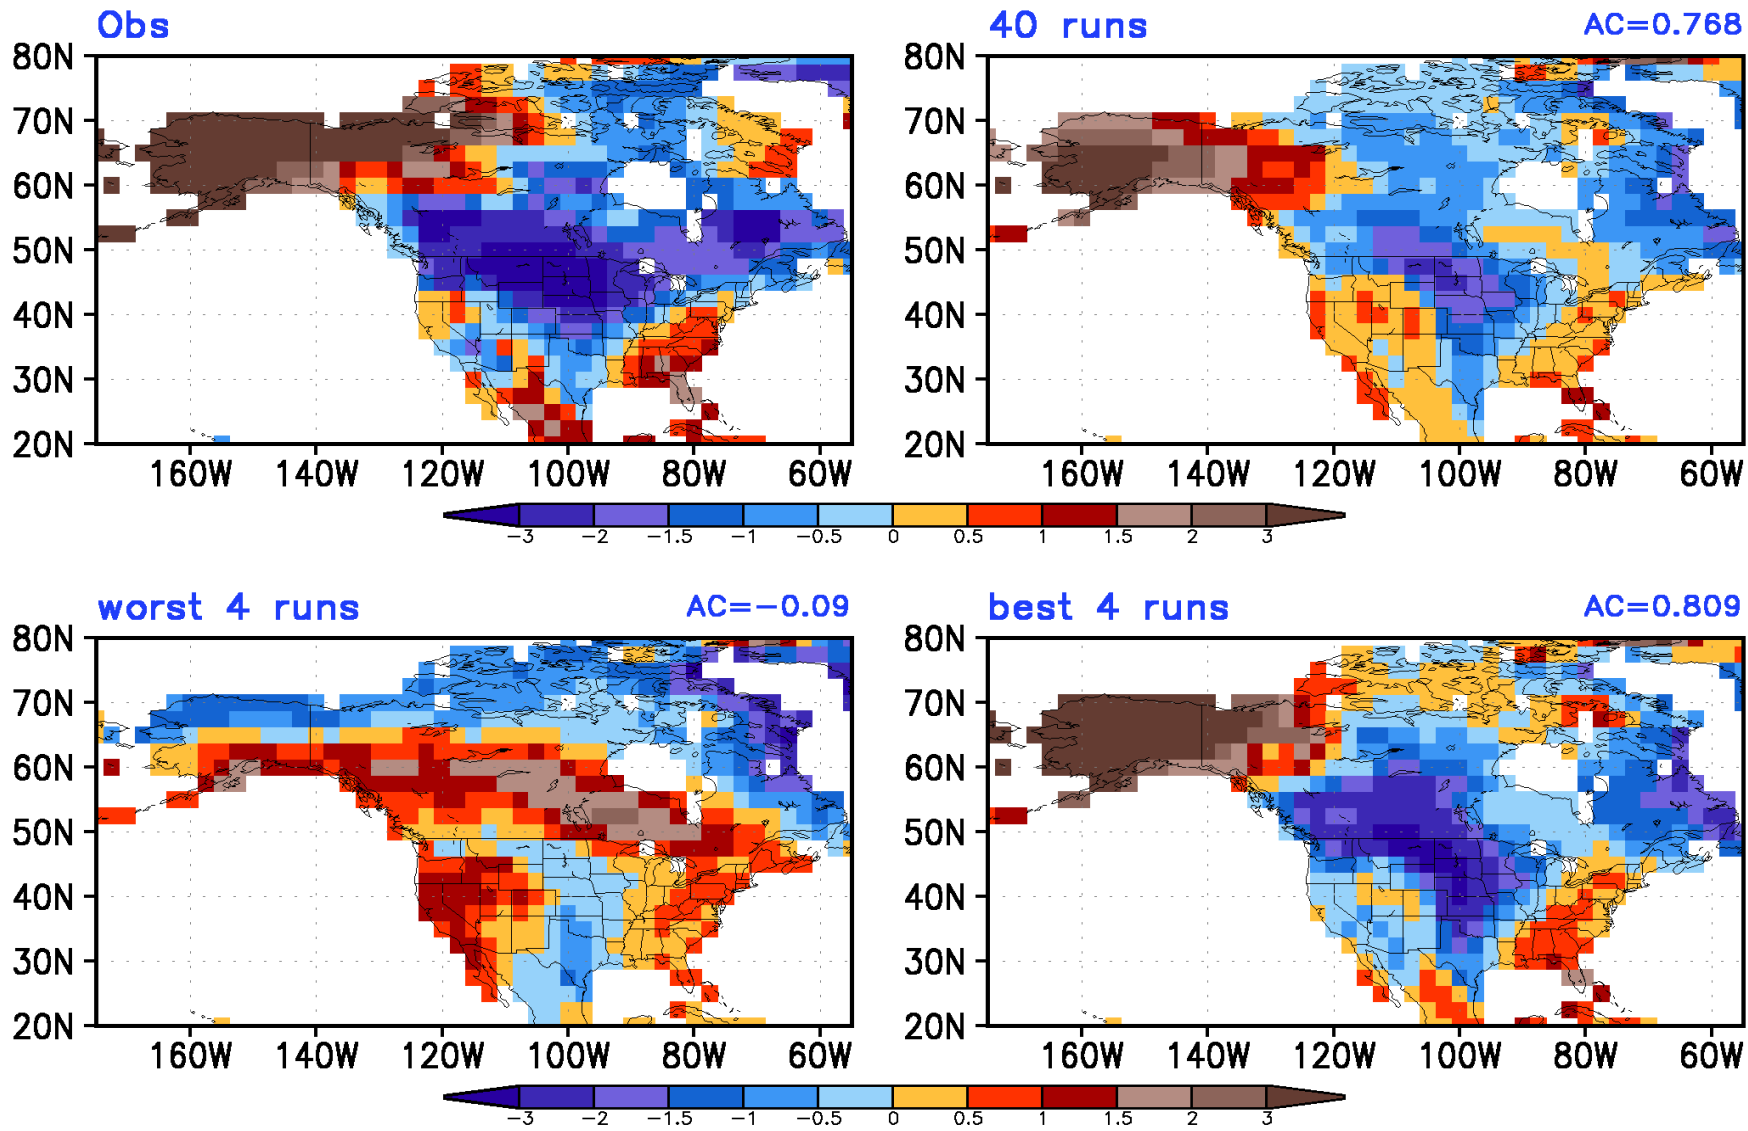 Obs
40 runs AC=0.768
80N 80N
70N 70N
60N 60N
50N 50N
40N 40N
30N 30N
20N 20N
160W 140W 120W 100W 80W 60W 160W 140W 120W 100W 80W 60W
−3 −2 −1.5 −1 −0.5 0 0.5 1 1.5 2 3
worst 4 runs AC=−0.09
best 4 runs AC=0.809
80N 80N
70N 70N
60N 60N
50N 50N
40N 40N
30N 30N
20N 20N
160W 140W 120W 100W 80W 60W 160W 140W 120W 100W 80W 60W
−3 −2 −1.5 −1 −0.5 0 0.5 1 1.5 2 3